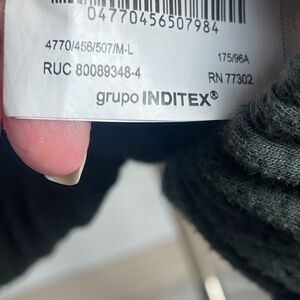 04770456507984
4770/456/507/M-L
175/96A
RUC 80089348-4
RN 77302
grupo INDITEX®